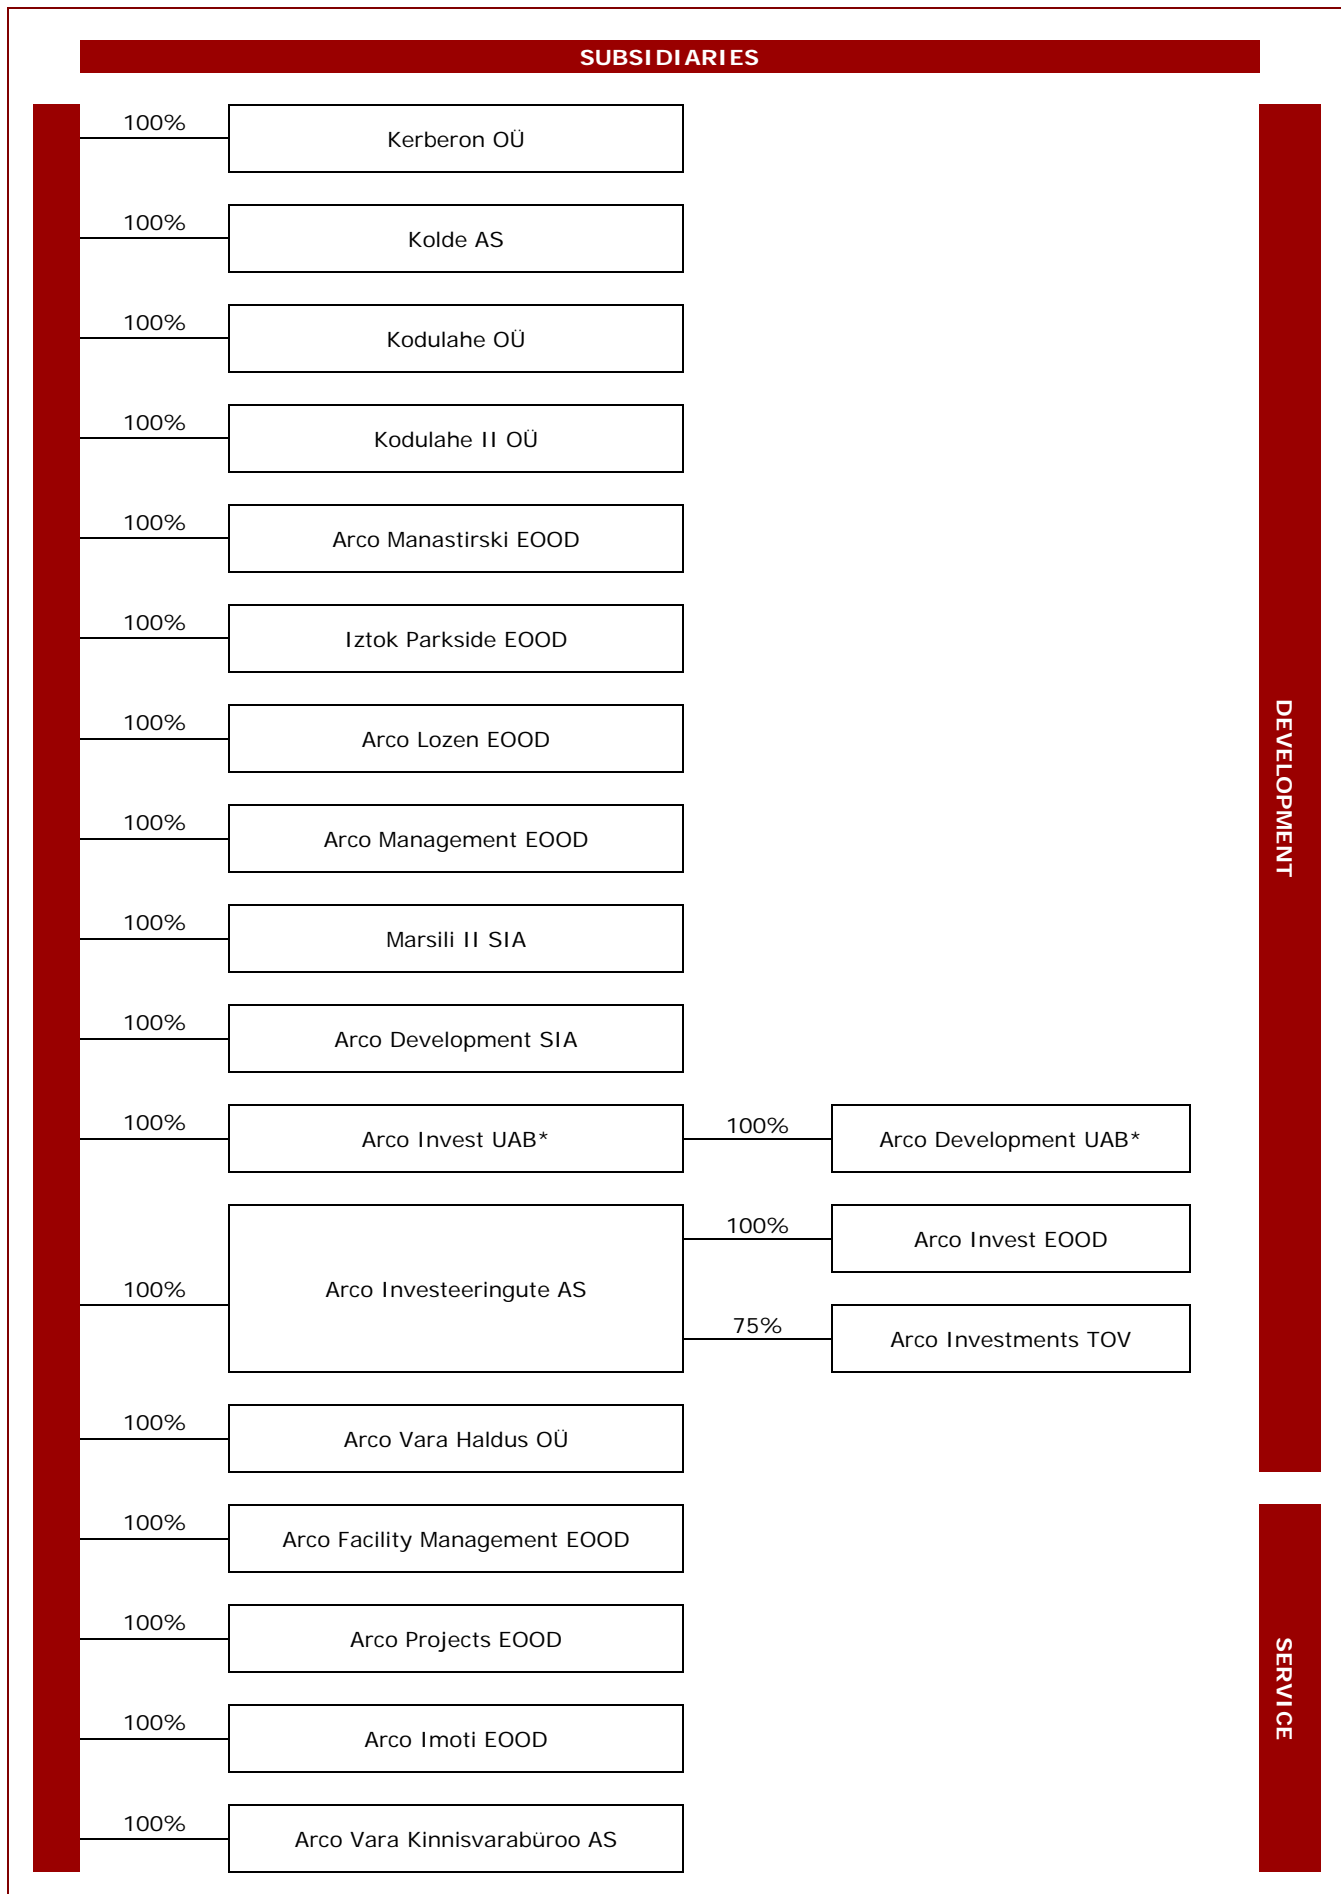 SUBSIDIARIES
100%
Kerberon OÜ
100%
Kolde AS
100%
Kodulahe OÜ
100%
Kodulahe II OÜ
100%
Arco Manastirski EOOD
100%
Iztok Parkside EOOD
100%
Arco Lozen EOOD
100%
Arco Management EOOD
100%
Marsili II SIA
100%
Arco Development SIA
100%
Arco Invest UAB*
100%
Arco Development UAB*
100%
Arco Investeeringute AS
100%
Arco Invest EOOD
75%
Arco Investments TOV
100%
Arco Vara Haldus OÜ
DEVELOPMENT
100%
Arco Facility Management EOOD
100%
Arco Projects EOOD
100%
Arco Imoti EOOD
100%
Arco Vara Kinnisvarabüroo AS
SERVICE